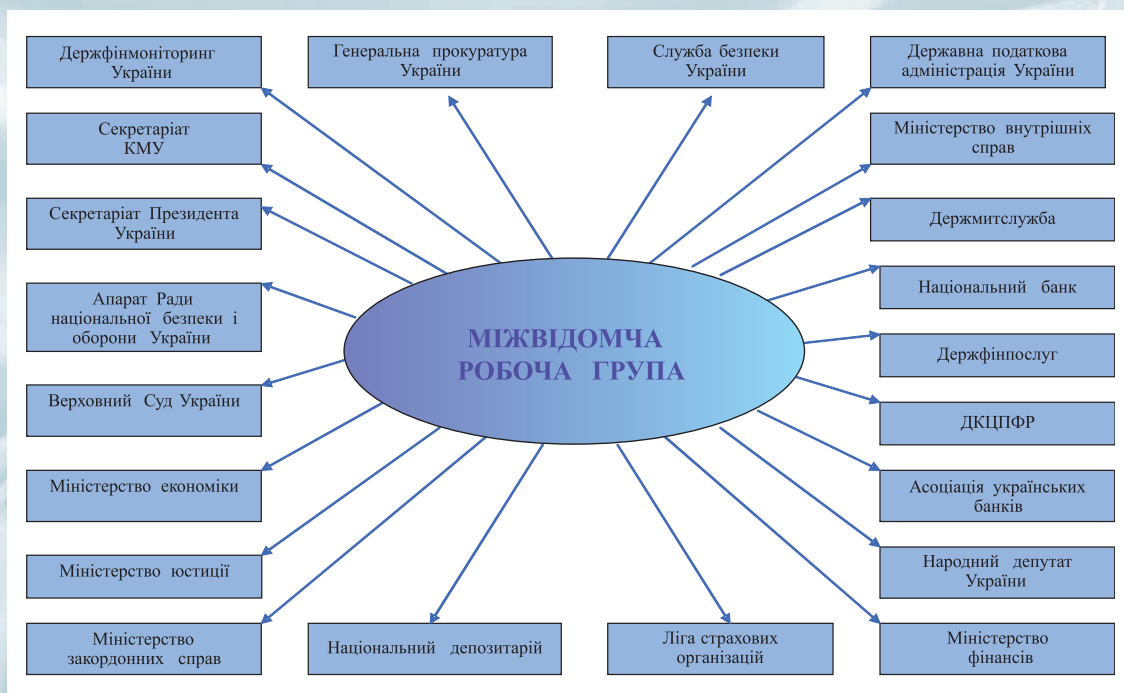 Держфінмоніторинг
України
Генеральна прокуратура
України
Служба безпеки
України
Державна податкова
адміністрація України
Секретаріат
КМУ
Міністерство внутрішніх
справ
Секретаріат Президента
України
Держмитслужба
Апарат Ради
національної безпеки і
оборони України
Національний банк
МІЖВІДОМЧА
РОБОЧА ГРУПА
Держфінпослуг
Верховний Суд України
ДКЦПФР
Міністерство економіки
Асоціація українських
банків
Міністерство юстиції
Народний депутат
України
Міністерство
закордонних справ
Національний депозитарій
Ліга страхових
організацій
Міністерство
фінансів